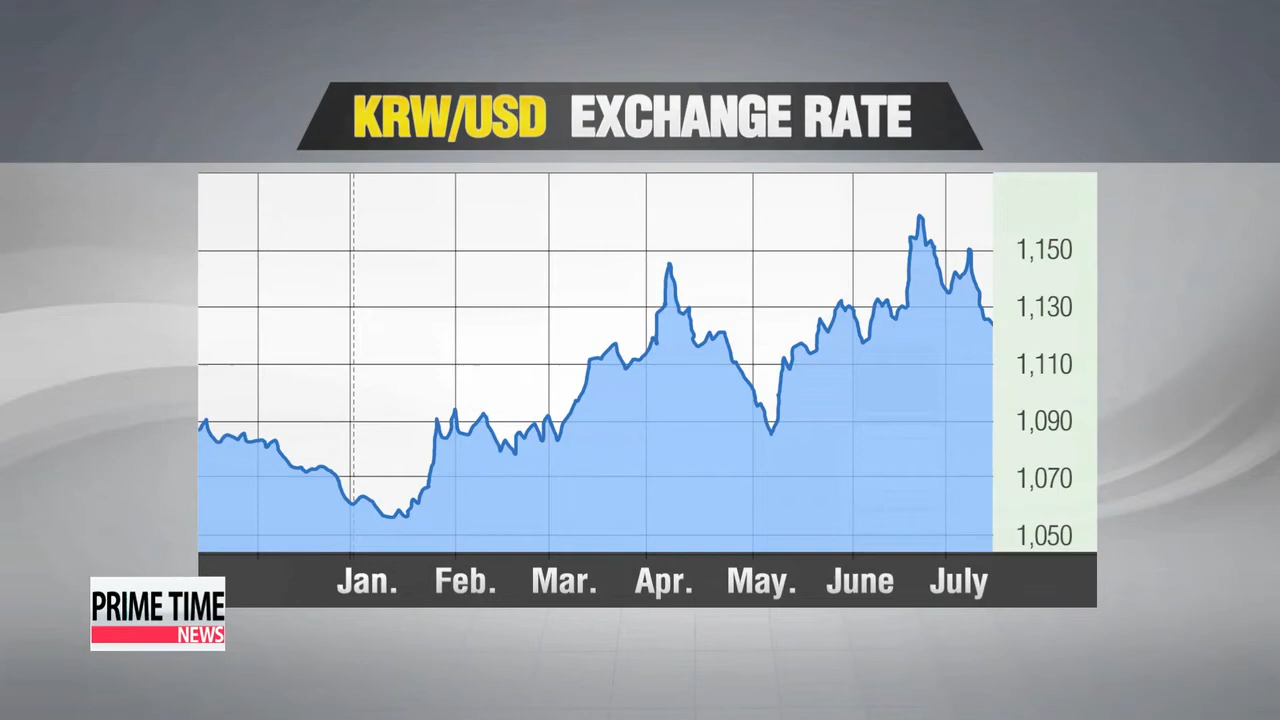 KRW/USD EXCHANGE RATE
1,150
1,130
1,110
1,090
1,070
1,050
Jan. Feb. Mar. Apr. May. June July
PRIME TIME
NEWS